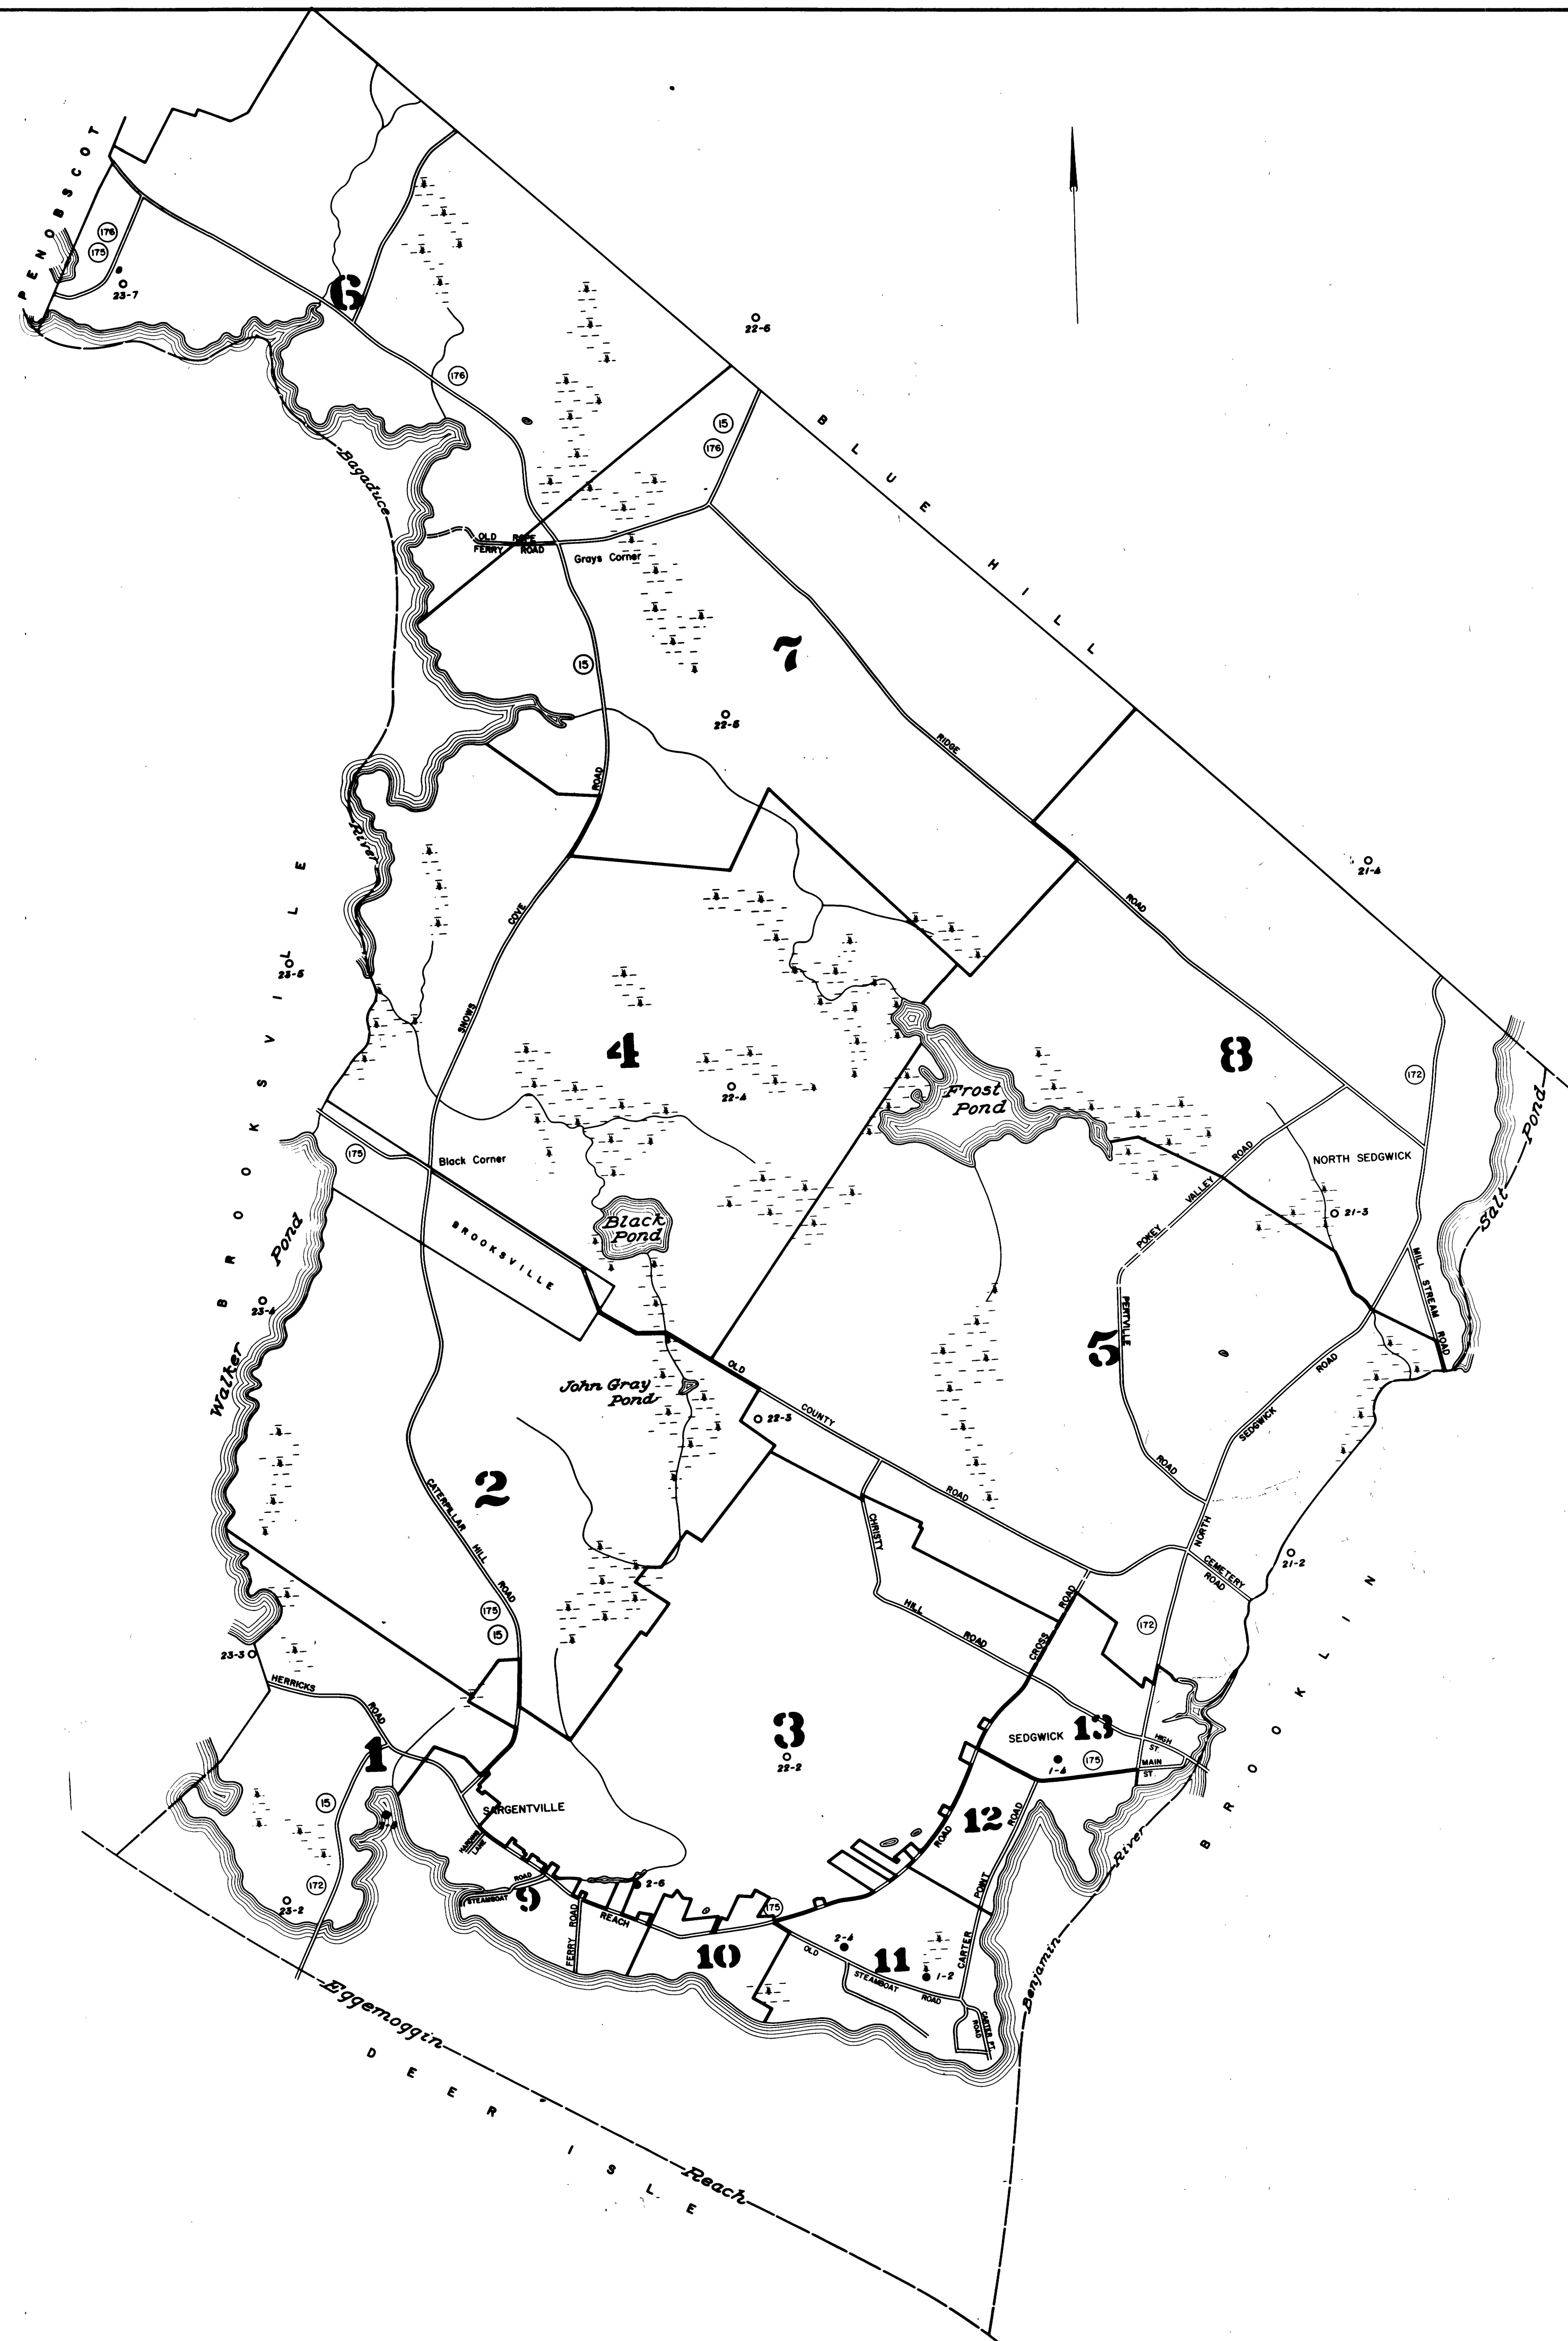 PENOBSCOT
176
175
23-7
6
22-6
176
15
176
BLUE HILL
Bagaduce
OLD ROPE
FERRY ROAD
Grays Corner
7
15
22-5
RIDGE
ROAD
River
21-4
ROAD
COVE
SNOWS
BROOKSVILLE
23-5
4
22-4
Frost
Pond
8
172
Pond
Salt
175
Black Corner
NORTH SEDGWICK
ROAD
VALLEY
POKEY
21-3
Black
Pond
BROOKSVILLE
MILL STREAM ROAD
Pond
Walker
23-4
PERTVILLE
5
ROAD
OLD
COUNTY
ROAD
John Gray
Pond
22-3
ROAD
SEDGWICK
NORTH
2
CATERPILLAR
HILL
ROAD
175
15
CHRISTY
HILL
ROAD
CROSS
ROAD
CEMETERY
ROAD
21-2
172
BROOKLIN
23-3
HERRICKS
ROAD
1
3
22-2
SEDGWICK
13
HIGH
ST.
1-4
175
MAIN
ST.
15
SARGENTVILLE
HARDING
LANE
12
ROAD
ROAD
POINT
CARTER
172
23-2
ROAD
STEAMBOAT
9
2-6
FERRY ROAD
REACH
175
10
OLD
STEAMBOAT
ROAD
2-4
11
1-2
CARTER PT.
ROAD
River
Benjamin
Eggemoggin
Reach
DEER ISLE